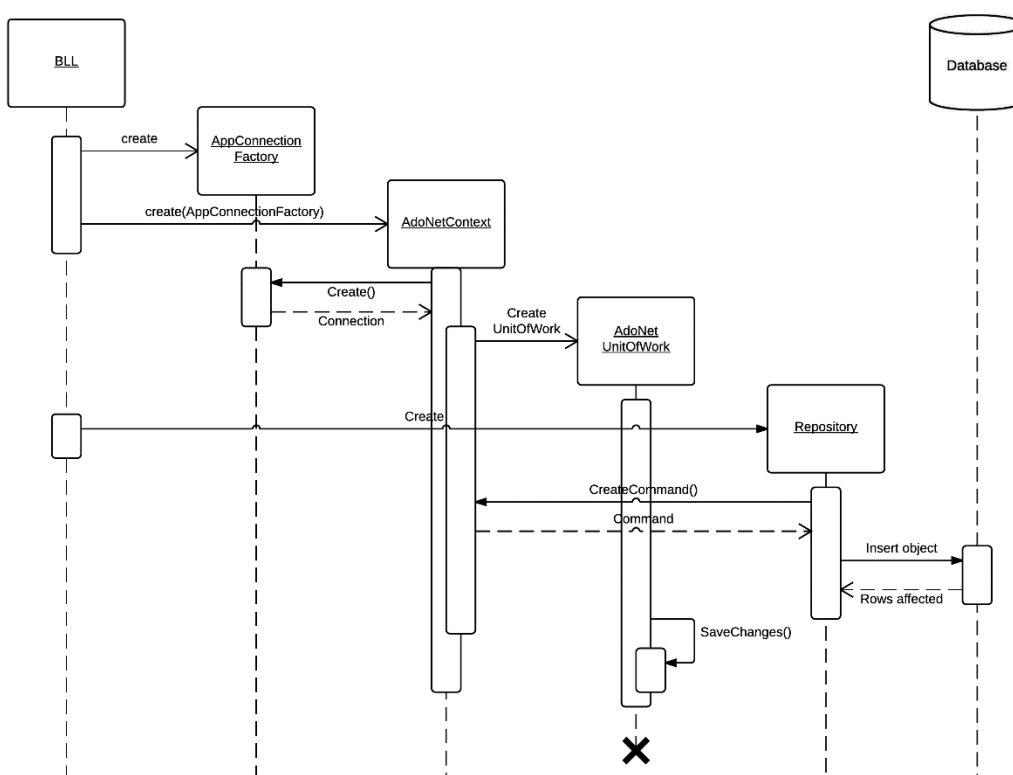 BLL
Database
create
AppConnection
Factory
create(AppConnectionFactory)
AdoNetContext
Create()
Connection
Create
UnitOfWork
AdoNet
UnitOfWork
Create
Repository
CreateCommand()
Command
Insert object
Rows affected
SaveChanges()